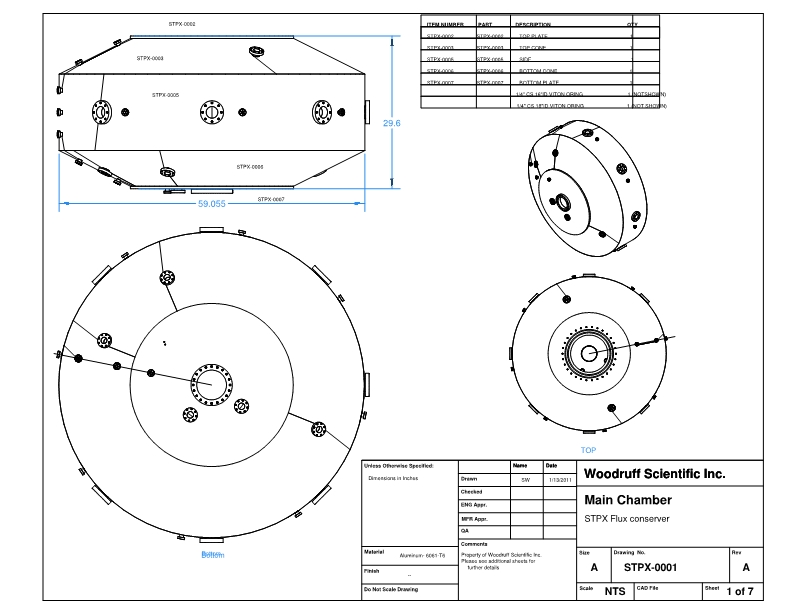 STPX-0002
STPX-0003
STPX-0005
STPX-0006
STPX-0007
29.6
59.055
ITEM NUMBER PART DESCRIPTION QTY
STPX-0002 STPX-0002 TOP PLATE 1
STPX-0003 STPX-0003 TOP CONE 1
STPX-0005 STPX-0005 SIDE 1
STPX-0006 STPX-0006 BOTTOM CONE 1
STPX-0007 STPX-0007 BOTTOM PLATE 1
1/4" CS 16"ID VITON ORING 1 (NOT SHOWN)
1/4" CS 18"ID VITON ORING 1 (NOT SHOWN)
TOP
Bottom
Unless Otherwise Specified:
Dimensions in Inches
Material Aluminum- 6061-T6
Finish --
Do Not Scale Drawing
Name Date
Drawn SW 1/13/2011
Checked
ENG Appr.
MFR Appr.
QA
Comments
Property of Woodruff Scientific Inc.
Please see additional sheets for
further details
Woodruff Scientific Inc.
Main Chamber
STPX Flux conserver
Size A
Drawing No. STPX-0001
Rev A
Scale NTS
CAD File
Sheet 1 of 7